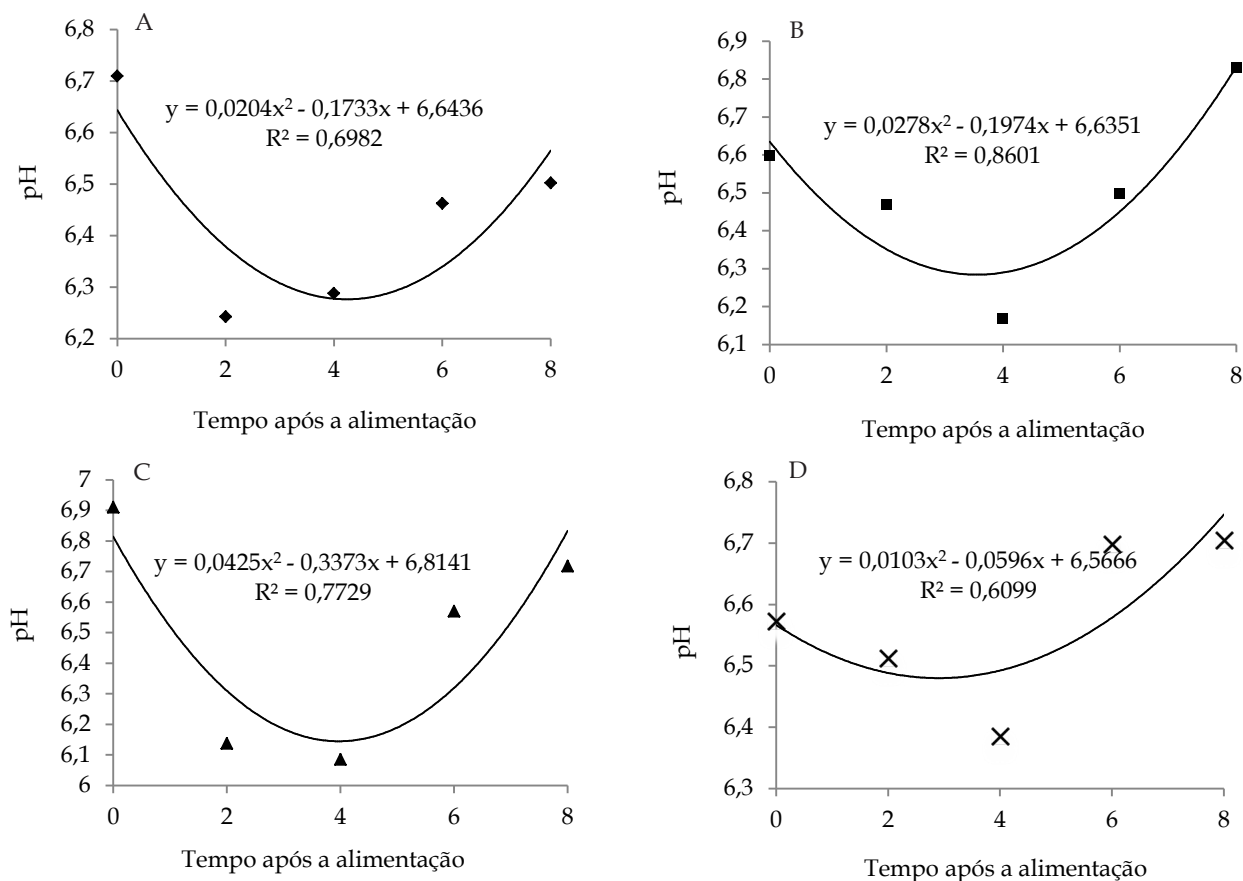 A
6,8
6,7
6,6
6,5
6,4
6,3
6,2
pH
y = 0,0204x² - 0,1733x + 6,6436
R² = 0,6982
0 2 4 6 8
Tempo após a alimentação
B
6,9
6,8
6,7
6,6
6,5
6,4
6,3
6,2
6,1
pH
y = 0,0278x² - 0,1974x + 6,6351
R² = 0,8601
0 2 4 6 8
Tempo após a alimentação
C
7
6,9
6,8
6,7
6,6
6,5
6,4
6,3
6,2
6,1
6
pH
y = 0,0425x² - 0,3373x + 6,8141
R² = 0,7729
0 2 4 6 8
Tempo após a alimentação
D
6,8
6,7
6,6
6,5
6,4
6,3
pH
y = 0,0103x² - 0,0596x + 6,5666
R² = 0,6099
0 2 4 6 8
Tempo após a alimentação